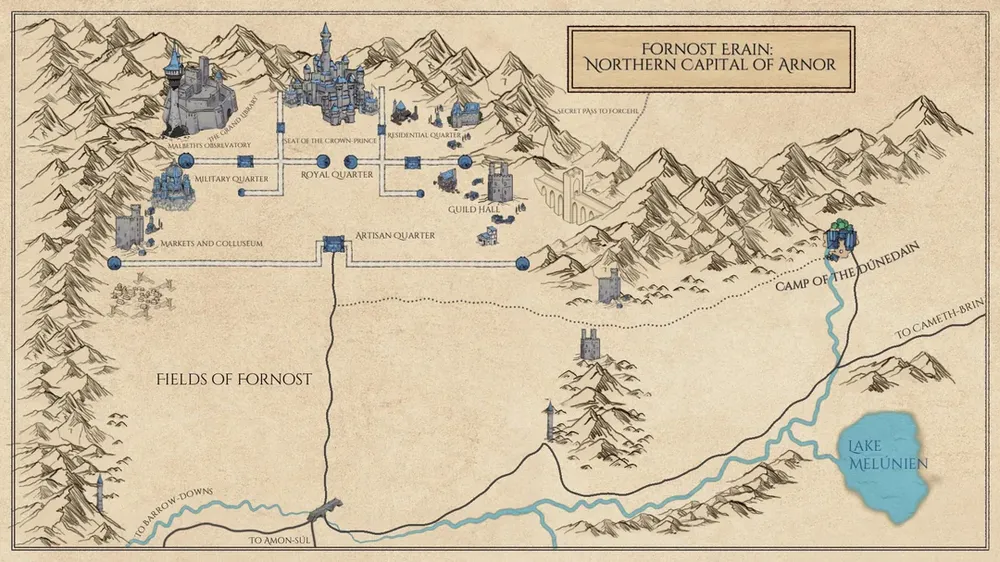 Fornost Erain:
Northern Capital of Arnor
Secret Pass to Forcehl
The Grand Library
Malbeth's Observatory
Seat of the Crown-Prince
Residential Quarter
Military Quarter
Royal Quarter
Guild Hall
Markets and Colluseum
Artisan Quarter
Camp of the Dúnedain
To Cameth-Brin
Fields of Fornost
Lake
Melúnien
To Barrow-Downs
To Amon-Sûl